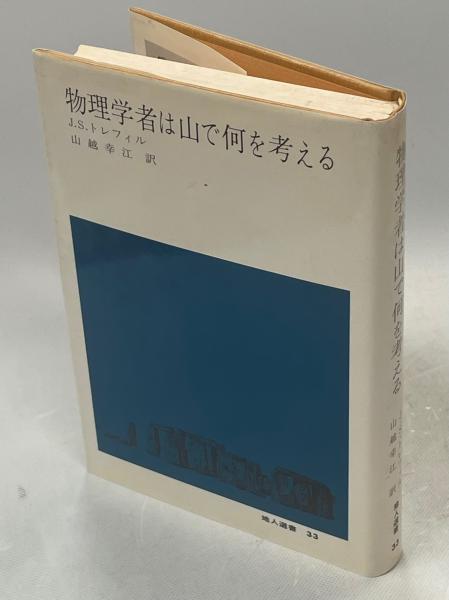 物理学者は山で何を考える
J.S.トレフィル
山越幸江 訳
地人選書 33
物理学者は山で何を考える
山越幸江 訳
地人選書
33